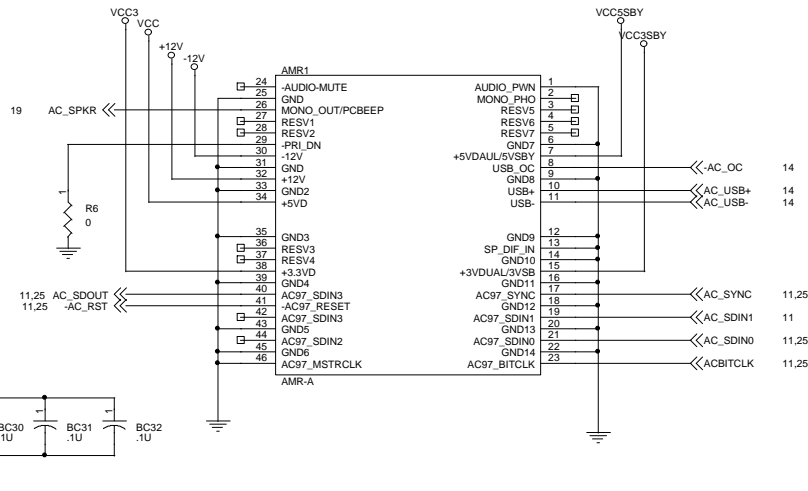 VCC3
VCC
+12V
-12V
VCC5SBY
VCC3SBY
AMR1
24 -AUDIO-MUTE
25 GND
19 AC_SPKR 26 MONO_OUT/PCBEEP
27 RESV1
28 RESV2
29 -PRI_DN
30 -12V
31 GND
32 +12V
33 GND2
34 +5VD
35 GND3
36 RESV3
37 RESV4
38 +3.3VD
39 GND4
11,25 AC_SDOUT 40 AC97_SDIN3
11,25 -AC_RST 41 -AC97_RESET
42 AC97_SDIN3
43 GND5
44 AC97_SDIN2
45 GND6
46 AC97_MSTRCLK
AUDIO_PWN 1
MONO_PHO 2
RESV5 3
RESV6 4
RESV7 5
GND7 6
+5VDAUL/5VSBY 7
USB_OC 8 -AC_OC 14
GND8 9
USB+ 10 AC_USB+ 14
USB- 11 AC_USB- 14
GND9 12
SP_DIF_IN 13
GND10 14
+3VDUAL/3VSB 15
GND11 16
AC97_SYNC 17 AC_SYNC 11,25
GND12 18
AC97_SDIN1 19 AC_SDIN1 11
GND13 20
AC97_SDIN0 21 AC_SDIN0 11,25
GND14 22
AC97_BITCLK 23 ACBITCLK 11,25
AMR-A
1
R6
0
1
1
BC30
.1U
BC31
.1U
BC32
.1U